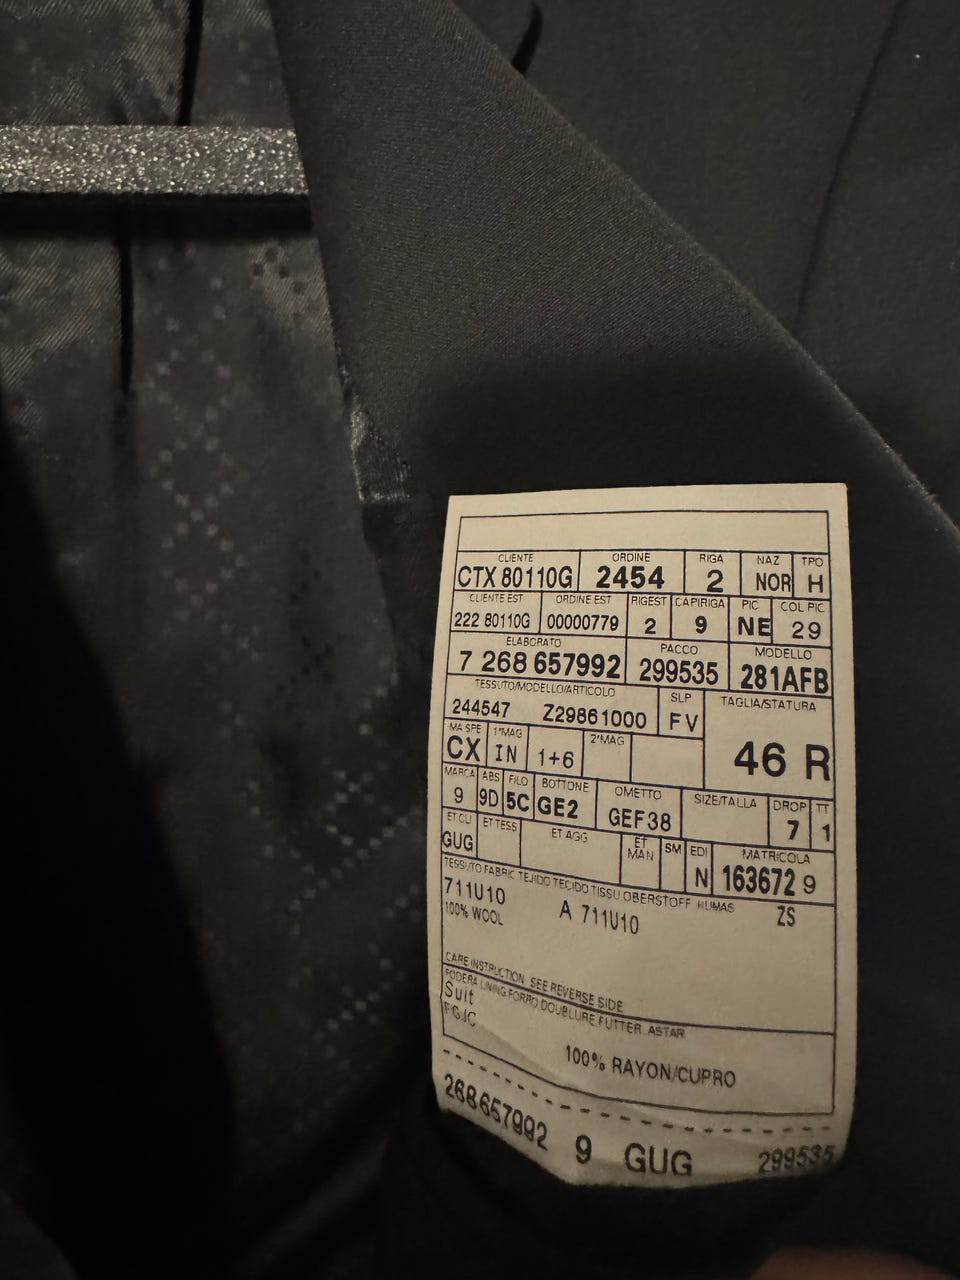 CLIENTE ORDINE RIGA NAZ TPO
CTX 80110G 2454 2 NOR H
CLIENTE EST ORDINE EST RIGEST CAPIRIGA PIC COL PIC
222 80110G 00000779 2 9 NE 29
ELABORATO PACCO MODELLO
7 268 657992 299535 281AFB
TESSUTO/MODELLO/ARTICOLO SLP TAGLIA/STATURA
244547 Z29861000 FV 46 R
MA SPE 1°MAG 2°MAG
CX IN 1+6
MARCA ABS FILO BOTTONE OMETTO SIZE/TALLA DROP TT
9 9D 5C GE2 GEF38 7 1
ET CLI ET TESS ET AGG ET MAN SM EDI MATRICOLA
GUG N 163672 9
TESSUTO FABRIC TEJIDO TECIDO TISSU OBERSTOFF KUMAS ZS
711U10 A 711U10
100% WOOL
CARE INSTRUCTION SEE REVERSE SIDE
FODERA LINING FORRO DOUBLURE FUTTER ASTAR
Suit
FGJC
100% RAYON/CUPRO
268657992 9 GUG 299535